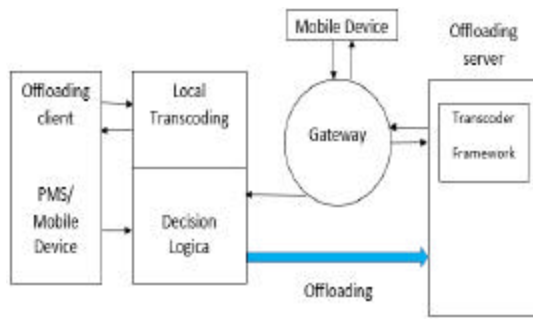 Mobile Device
Offloading
server
Offloading
client
Local
Transcoding
Gateway
Transcoder
Framework
PMS/
Mobile
Device
Decision
Logica
Offloading